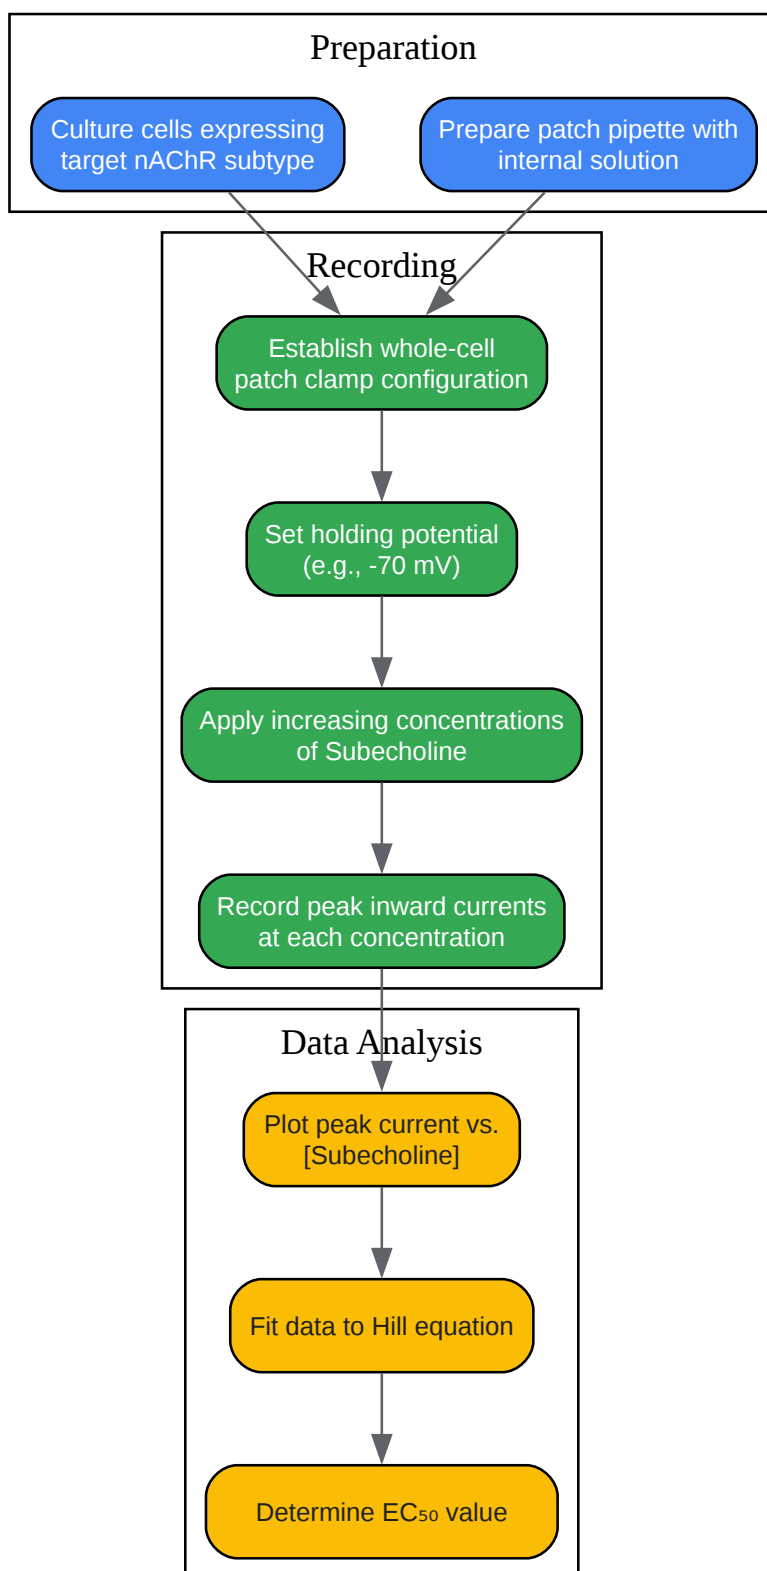 Preparation
Culture cells expressing
target nAChR subtype
Prepare patch pipette with
internal solution
Recording
Establish whole-cell
patch clamp configuration
Set holding potential
(e.g., -70 mV)
Apply increasing concentrations
of Subecholine
Record peak inward currents
at each concentration
Data Analysis
Plot peak current vs.
[Subecholine]
Fit data to Hill equation
Determine EC₅₀ value